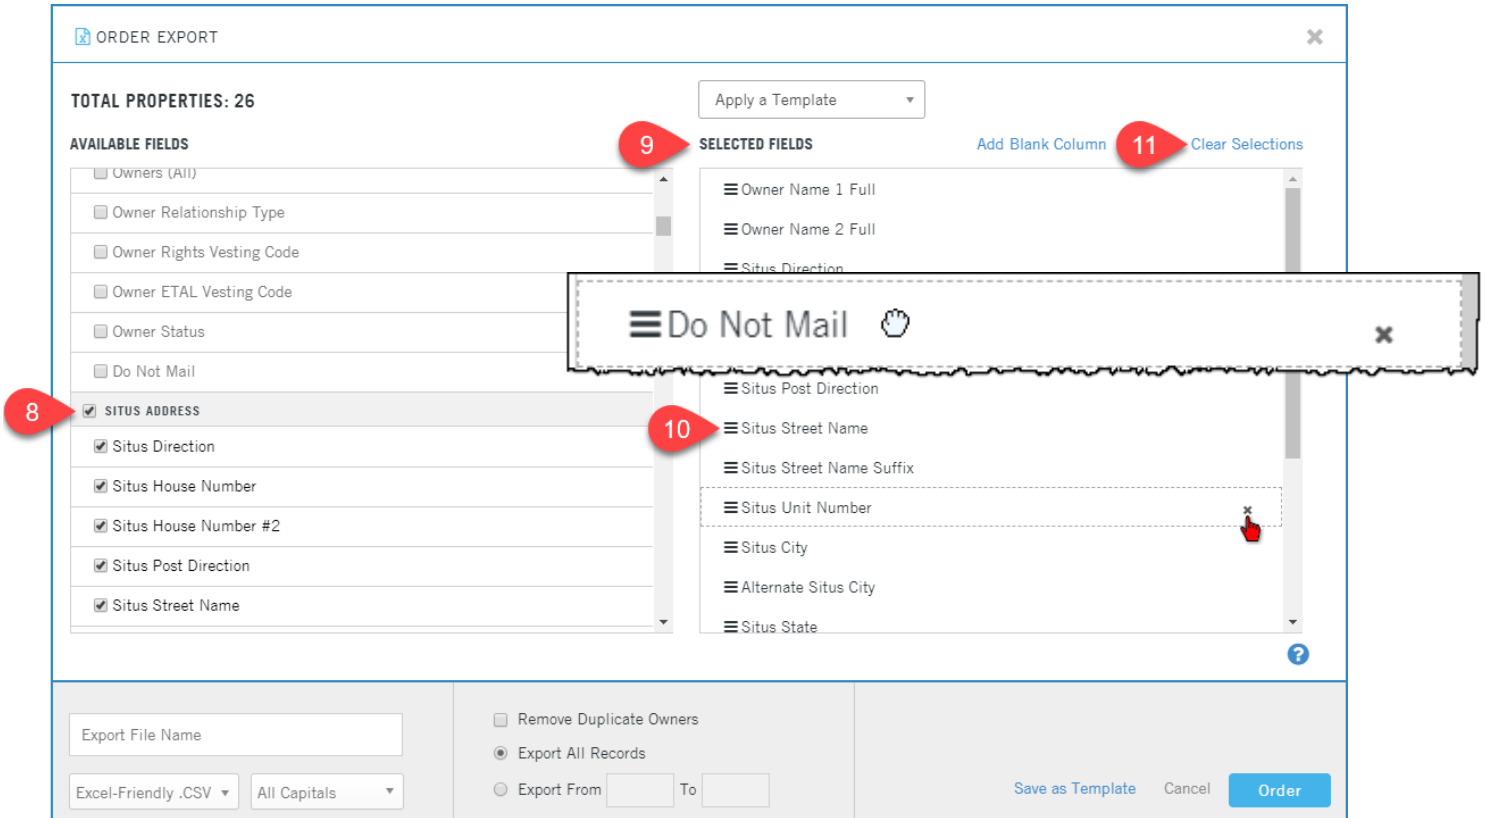 ORDER EXPORT
TOTAL PROPERTIES: 26
Apply a Template
AVAILABLE FIELDS
9
SELECTED FIELDS
Add Blank Column
11
Clear Selections
Owners (All)
Owner Relationship Type
Owner Rights Vesting Code
Owner ETAL Vesting Code
Owner Status
Do Not Mail
8
SITUS ADDRESS
Situs Direction
Situs House Number
Situs House Number #2
Situs Post Direction
Situs Street Name
Owner Name 1 Full
Owner Name 2 Full
Situs Direction
Do Not Mail
Situs Post Direction
10
Situs Street Name
Situs Street Name Suffix
Situs Unit Number
Situs City
Alternate Situs City
Situs State
?
Export File Name
Excel-Friendly .CSV
All Capitals
Remove Duplicate Owners
Export All Records
Export From
To
Save as Template
Cancel
Order